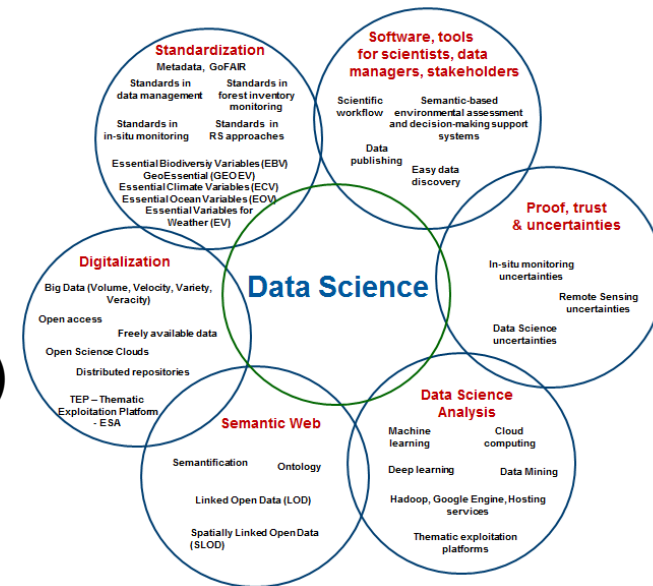 Standardization
Metadata, GoFAIR
Standards in
data management
Standards in
forest inventory
monitoring
Standards in
in-situ monitoring
Standards in
RS approaches
Essential Biodiversiy Variables (EBV)
GeoEssential (GEO EV)
Essential Climate Variables (ECV)
Essential Ocean Variables (EOV)
Essential Variables for
Weather (EV)
Software, tools
for scientists, data
managers, stakeholders
Scientific
workflow
Semantic-based
environmental assessment
and decision-making support
systems
Data
publishing
Easy data
discovery
Proof, trust
& uncertainties
In-situ monitoring
uncertainties
Remote Sensing
uncertainties
Data Science
uncertainties
Data Science
Digitalization
Big Data (Volume, Velocity, Variety,
Veracity)
Open access
Freely available data
Open Science Clouds
Distributed repositories
TEP – Thematic
Exploitation Platform
- ESA
Semantic Web
Semantification
Ontology
Linked Open Data (LOD)
Spatially Linked Open Data
(SLOD)
Data Science
Analysis
Machine
learning
Cloud
computing
Deep learning
Data Mining
Hadoop, Google Engine, Hosting
services
Thematic exploitation
platforms